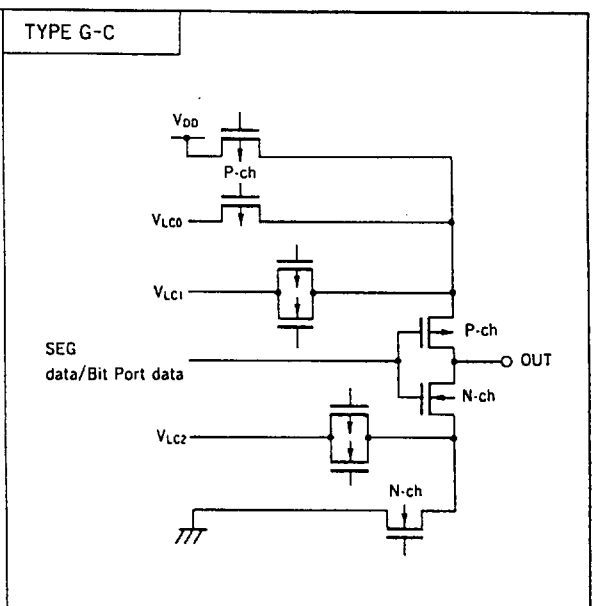 TYPE G-C
VDD
P-ch
VLC0
VLC1
P-ch
SEG
data/Bit Port data
OUT
N-ch
VLC2
N-ch